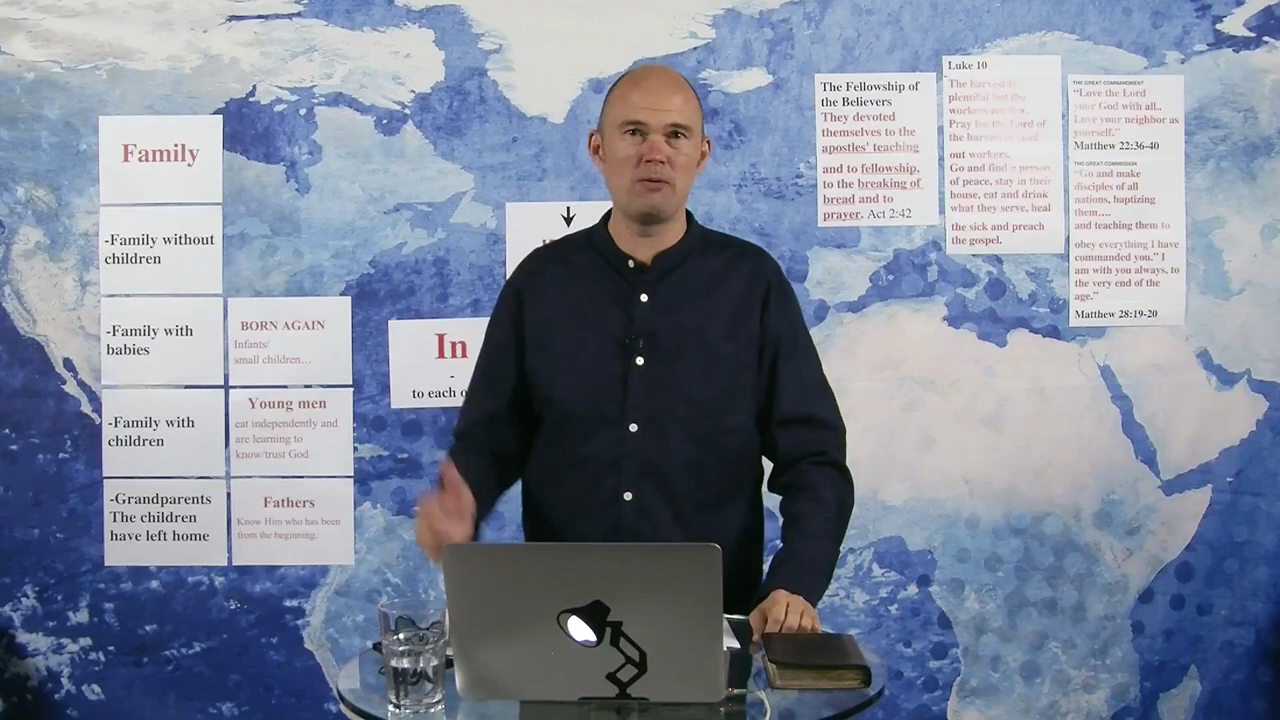 Family
-Family without
children
-Family with
babies
-Family with
children
-Grandparents
The children
have left home
BORN AGAIN
Infants/
small children…
Young men
eat independently and
are learning to
know/trust God
Fathers
Know Him who has been
from the beginning.
In
-
to each
The Fellowship of
the Believers
They devoted
themselves to the
apostles' teaching
and to fellowship,
to the breaking of
bread and to
prayer. Act 2:42
Luke 10
"The harvest is
plentiful but the
workers are few.
Pray for the Lord of
the harvest send
out workers.
Go and find a person
of peace, stay in their
house, eat and drink
what they serve, heal
the sick and preach
the gospel.
THE GREAT COMMANDMENT
"Love the Lord
your God with all..
Love your neighbor as
yourself."
Matthew 22:36-40
THE GREAT COMMISSION
"Go and make
disciples of all
nations, baptizing
them….
and teaching them to
obey everything I have
commanded you." I
am with you always, to
the very end of the
age."
Matthew 28:19-20